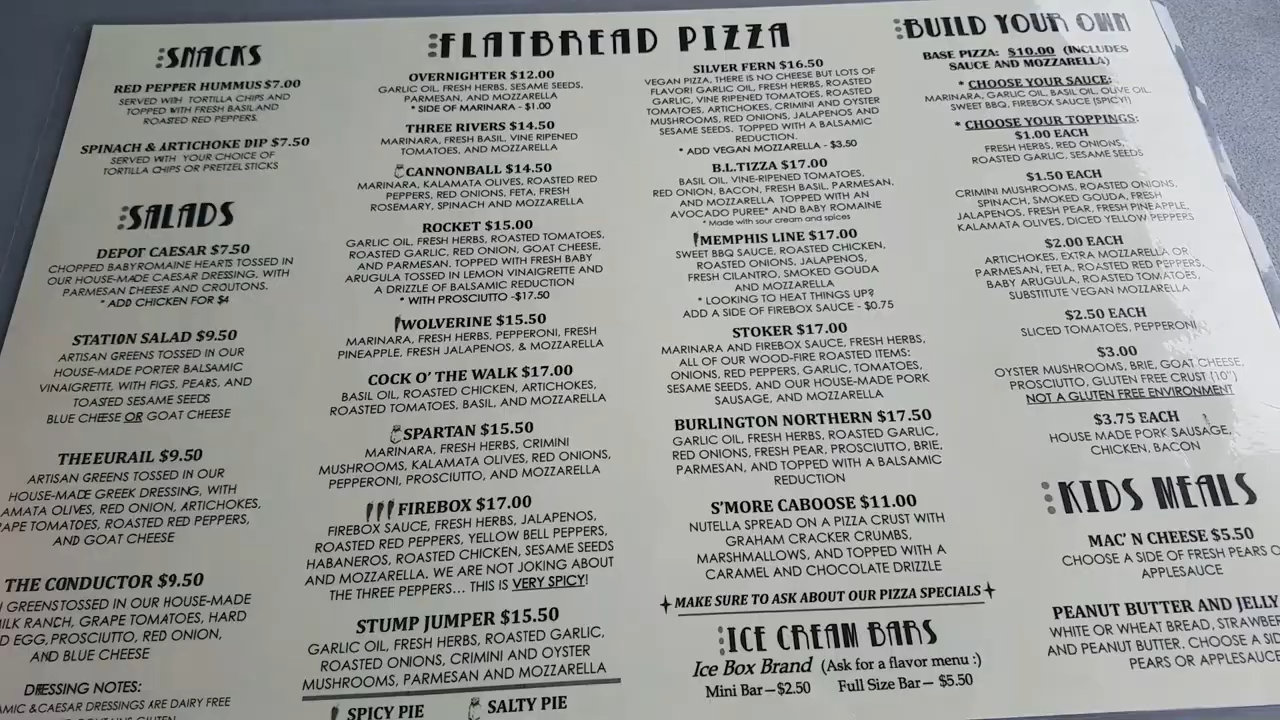 SNACKS
RED PEPPER HUMMUS $7.00
SERVED WITH TORTILLA CHIPS AND
TOPPED WITH FRESH BASIL AND
ROASTED RED PEPPERS.
SPINACH & ARTICHOKE DIP $7.50
SERVED WITH YOUR CHOICE OF
TORTILLA CHIPS OR PRETZEL STICKS
SALADS
DEPOT CAESAR $7.50
CHOPPED BABY ROMAINE HEARTS TOSSED IN
OUR HOUSE-MADE CAESAR DRESSING, WITH
PARMESAN CHEESE AND CROUTONS.
* ADD CHICKEN FOR $4
STATION SALAD $9.50
ARTISAN GREENS TOSSED IN OUR
HOUSE-MADE PORTER BALSAMIC
VINAIGRETTE, WITH FIGS, PEARS, AND
TOASTED SESAME SEEDS
BLUE CHEESE OR GOAT CHEESE
THE EURAIL $9.50
ARTISAN GREENS TOSSED IN OUR
HOUSE-MADE GREEK DRESSING, WITH
AMATA OLIVES, RED ONION, ARTICHOKES,
APE TOMATOES, ROASTED RED PEPPERS,
AND GOAT CHEESE
THE CONDUCTOR $9.50
GREENS TOSSED IN OUR HOUSE-MADE
ILK RANCH, GRAPE TOMATOES, HARD
D EGG, PROSCIUTTO, RED ONION,
AND BLUE CHEESE
DRESSING NOTES:
AMIC & CAESAR DRESSINGS ARE DAIRY FREE
FLATBREAD PIZZA
OVERNIGHTER $12.00
GARLIC OIL, FRESH HERBS, SESAME SEEDS,
PARMESAN, AND MOZZARELLA
* SIDE OF MARINARA - $1.00
THREE RIVERS $14.50
MARINARA, FRESH BASIL, VINE RIPENED
TOMATOES, AND MOZZARELLA
CANNONBALL $14.50
MARINARA, KALAMATA OLIVES, ROASTED RED
PEPPERS, RED ONIONS, FETA, FRESH
ROSEMARY, SPINACH AND MOZZARELLA
ROCKET $15.00
GARLIC OIL, FRESH HERBS, ROASTED TOMATOES,
ROASTED GARLIC, RED ONION, GOAT CHEESE,
AND PARMESAN. TOPPED WITH FRESH BABY
ARUGULA TOSSED IN LEMON VINAIGRETTE AND
A DRIZZLE OF BALSAMIC REDUCTION
* WITH PROSCIUTTO -$17.50
WOLVERINE $15.50
MARINARA, FRESH HERBS, PEPPERONI, FRESH
PINEAPPLE, FRESH JALAPENOS, & MOZZARELLA
COCK O' THE WALK $17.00
BASIL OIL, ROASTED CHICKEN, ARTICHOKES,
ROASTED TOMATOES, BASIL, AND MOZZARELLA
SPARTAN $15.50
MARINARA, FRESH HERBS, CRIMINI
MUSHROOMS, KALAMATA OLIVES, RED ONIONS,
PEPPERONI, PROSCIUTTO, AND MOZZARELLA
FIREBOX $17.00
FIREBOX SAUCE, FRESH HERBS, JALAPENOS,
ROASTED RED PEPPERS, YELLOW BELL PEPPERS,
HABANEROS, ROASTED CHICKEN, SESAME SEEDS
AND MOZZARELLA. WE ARE NOT JOKING ABOUT
THE THREE PEPPERS... THIS IS VERY SPICY!
STUMP JUMPER $15.50
GARLIC OIL, FRESH HERBS, ROASTED GARLIC,
ROASTED ONIONS, CRIMINI AND OYSTER
MUSHROOMS, PARMESAN AND MOZZARELLA
SPICY PIE SALTY PIE
SILVER FERN $16.50
VEGAN PIZZA, THERE IS NO CHEESE BUT LOTS OF
FLAVOR! GARLIC OIL, FRESH HERBS, ROASTED
GARLIC, VINE RIPENED TOMATOES, ROASTED
TOMATOES, ARTICHOKES, CRIMINI AND OYSTER
MUSHROOMS, RED ONIONS, JALAPENOS AND
SESAME SEEDS. TOPPED WITH A BALSAMIC
REDUCTION.
* ADD VEGAN MOZZARELLA - $3.50
B.L.TIZZA $17.00
BASIL OIL, VINE-RIPENED TOMATOES,
RED ONION, BACON, FRESH BASIL, PARMESAN,
AND MOZZARELLA TOPPED WITH AN
AVOCADO PUREE* AND BABY ROMAINE
* Made with sour cream and spices
MEMPHIS LINE $17.00
SWEET BBQ SAUCE, ROASTED CHICKEN,
ROASTED ONIONS, JALAPENOS,
FRESH CILANTRO, SMOKED GOUDA
AND MOZZARELLA
* LOOKING TO HEAT THINGS UP?
ADD A SIDE OF FIREBOX SAUCE - $0.75
STOKER $17.00
MARINARA AND FIREBOX SAUCE, FRESH HERBS,
ALL OF OUR WOOD-FIRE ROASTED ITEMS:
ONIONS, RED PEPPERS, GARLIC, TOMATOES,
SESAME SEEDS, AND OUR HOUSE-MADE PORK
SAUSAGE, AND MOZZARELLA
BURLINGTON NORTHERN $17.50
GARLIC OIL, FRESH HERBS, ROASTED GARLIC,
RED ONIONS, FRESH PEAR, PROSCIUTTO, BRIE,
PARMESAN, AND TOPPED WITH A BALSAMIC
REDUCTION
S'MORE CABOOSE $11.00
NUTELLA SPREAD ON A PIZZA CRUST WITH
GRAHAM CRACKER CRUMBS,
MARSHMALLOWS, AND TOPPED WITH A
CARAMEL AND CHOCOLATE DRIZZLE
MAKE SURE TO ASK ABOUT OUR PIZZA SPECIALS
ICE CREAM BARS
Ice Box Brand (Ask for a flavor menu :)
Mini Bar—$2.50 Full Size Bar— $5.50
BUILD YOUR OWN
BASE PIZZA: $10.00 (INCLUDES
SAUCE AND MOZZARELLA)
* CHOOSE YOUR SAUCE:
MARINARA, GARLIC OIL, BASIL OIL, OLIVE OIL,
SWEET BBQ, FIREBOX SAUCE (SPICY!)
* CHOOSE YOUR TOPPINGS:
$1.00 EACH
FRESH HERBS, RED ONIONS,
ROASTED GARLIC, SESAME SEEDS
$1.50 EACH
CRIMINI MUSHROOMS, ROASTED ONIONS,
SPINACH, SMOKED GOUDA, FRESH
JALAPENOS, FRESH PEAR, FRESH PINEAPPLE,
KALAMATA OLIVES, DICED YELLOW PEPPERS
$2.00 EACH
ARTICHOKES, EXTRA MOZZARELLA OR
PARMESAN, FETA, ROASTED RED PEPPERS,
BABY ARUGULA, ROASTED TOMATOES,
SUBSTITUTE VEGAN MOZZARELLA
$2.50 EACH
SLICED TOMATOES, PEPPERONI
$3.00
OYSTER MUSHROOMS, BRIE, GOAT CHEESE,
PROSCIUTTO, GLUTEN FREE CRUST (10")
NOT A GLUTEN FREE ENVIRONMENT
$3.75 EACH
HOUSE MADE PORK SAUSAGE,
CHICKEN, BACON
KIDS MEALS
MAC' N CHEESE $5.50
CHOOSE A SIDE OF FRESH PEARS O
APPLESAUCE
PEANUT BUTTER AND JELLY
WHITE OR WHEAT BREAD, STRAWBE
AND PEANUT BUTTER. CHOOSE A SID
PEARS OR APPLESAUCE